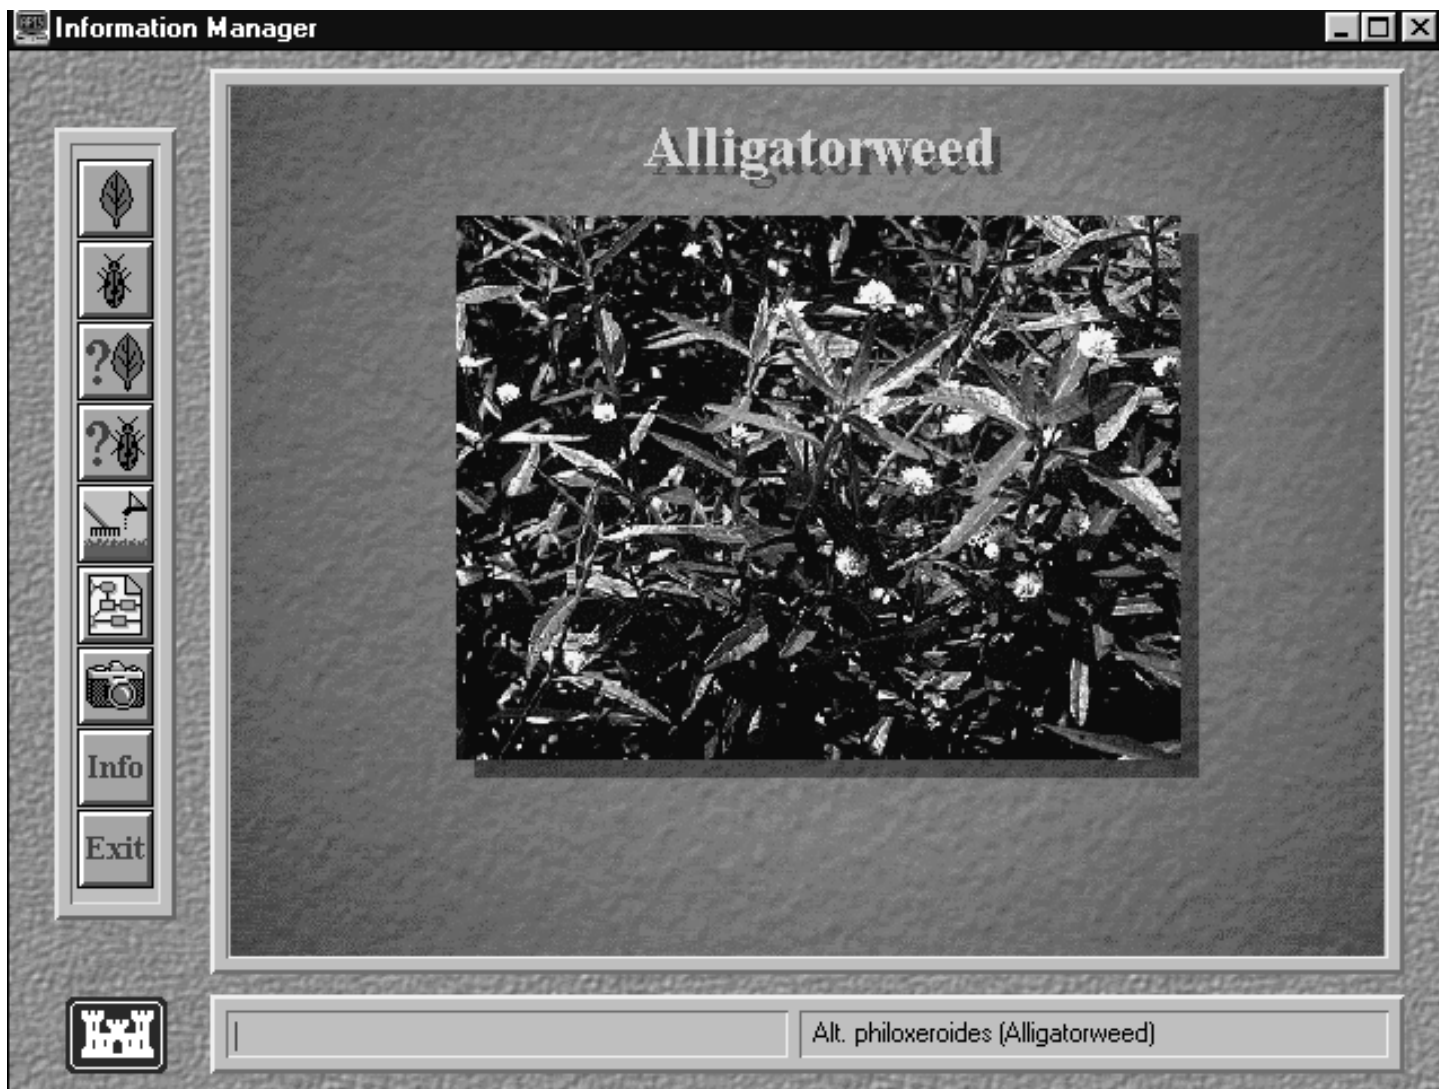 Information Manager
Alligatorweed
?
?
Info
Exit
Alt. philoxeroides (Alligatorweed)